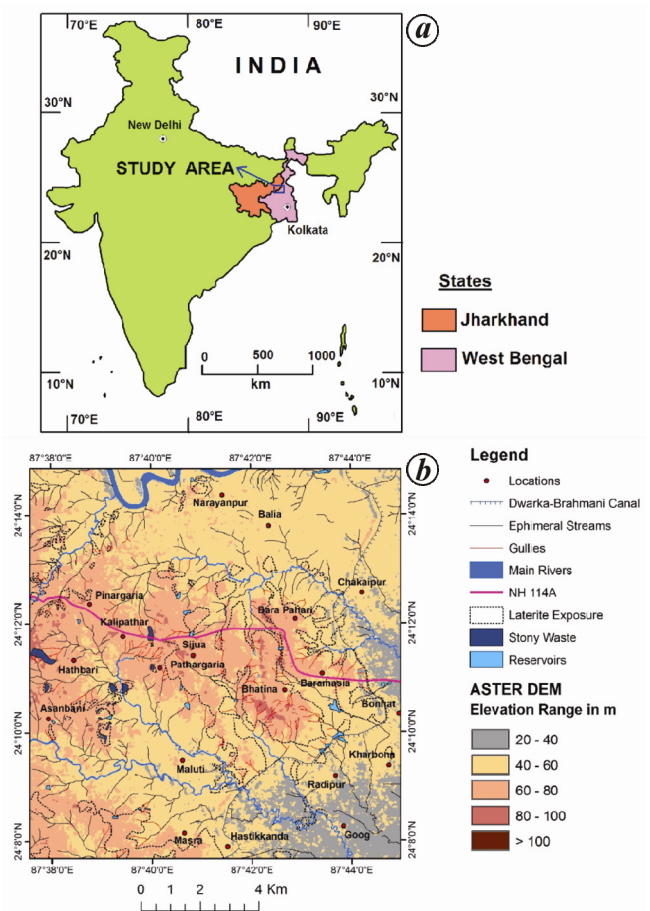 70°E 80°E 90°E
a
INDIA
30°N 30°N
New Delhi
STUDY AREA
Kolkata
20°N 20°N
States
Jharkhand
West Bengal
0 500 1000
km
10°N 10°N
70°E 80°E 90°E
b
87°38'0"E 87°40'0"E 87°42'0"E 87°44'0"E
24°14'0"N 24°14'0"N
Narayanpur
Balia
Chakaipur
Pinargaria
Dara Pahari
24°12'0"N 24°12'0"N
Kalipathar
Sijua
Hathbari
Pathargaria
Baramasia
Bhatina
Asanbani
Bonhat
24°10'0"N 24°10'0"N
Maluti
Kharbona
Radipur
Masra
Hastikkanda
Goog
24°8'0"N 24°8'0"N
87°38'0"E 87°40'0"E 87°42'0"E 87°44'0"E
0 1 2 4 Km
Legend
Locations
Dwarka-Brahmani Canal
Ephimeral Streams
Gullies
Main Rivers
NH 114A
Laterite Exposure
Stony Waste
Reservoirs
ASTER DEM
Elevation Range in m
20 - 40
40 - 60
60 - 80
80 - 100
> 100